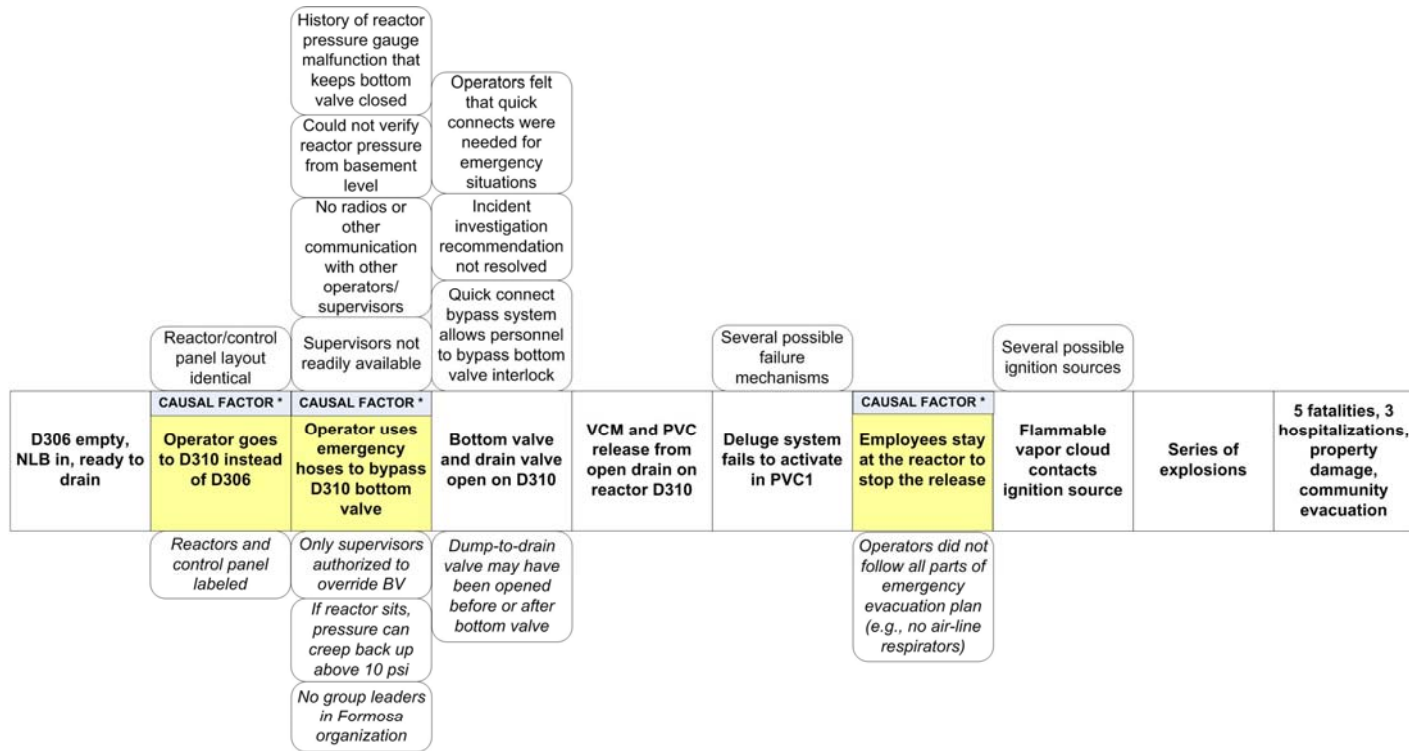 History of reactor
pressure gauge
malfunction that
keeps bottom
valve closed
Could not verify
reactor pressure
from basement
level
No radios or
other
communication
with other
operators/
supervisors
Supervisors not
readily available
Operators felt
that quick
connects were
needed for
emergency
situations
Incident
investigation
recommendation
not resolved
Quick connect
bypass system
allows personnel
to bypass bottom
valve interlock
Reactor/control
panel layout
identical
Several possible
failure
mechanisms
Several possible
ignition sources
D306 empty,
NLB in, ready to
drain
CAUSAL FACTOR *
Operator goes
to D310 instead
of D306
CAUSAL FACTOR *
Operator uses
emergency
hoses to bypass
D310 bottom
valve
Bottom valve
and drain valve
open on D310
VCM and PVC
release from
open drain on
reactor D310
Deluge system
fails to activate
in PVC1
CAUSAL FACTOR *
Employees stay
at the reactor to
stop the release
Flammable
vapor cloud
contacts
ignition source
Series of
explosions
5 fatalities, 3
hospitalizations,
property
damage,
community
evacuation
Reactors and
control panel
labeled
Only supervisors
authorized to
override BV
If reactor sits,
pressure can
creep back up
above 10 psi
No group leaders
in Formosa
organization
Dump-to-drain
valve may have
been opened
before or after
bottom valve
Operators did not
follow all parts of
emergency
evacuation plan
(e.g., no air-line
respirators)